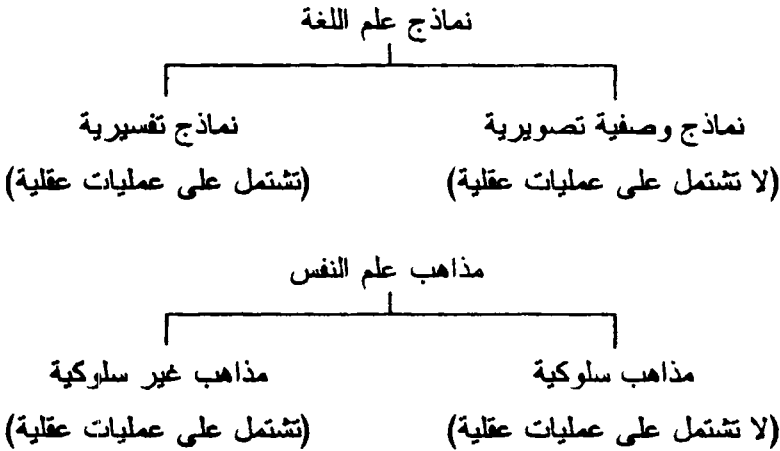 نماذج علم اللغة
نماذج وصفية تصويرية نماذج تفسيرية
(لا تشتمل على عمليات عقلية) (تشتمل على عمليات عقلية)
مذاهب علم النفس
مذاهب سلوكية مذاهب غير سلوكية
(لا تشتمل على عمليات عقلية) (تشتمل على عمليات عقلية)